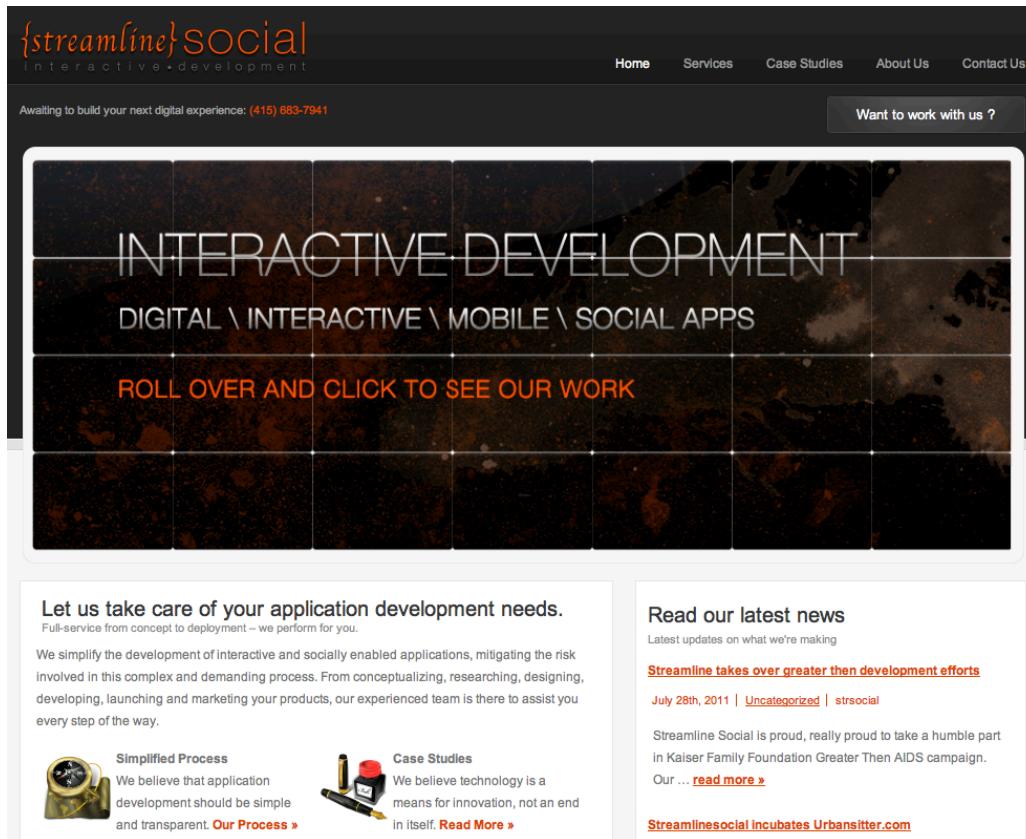 {streamline}social
interactive•development
Home Services Case Studies About Us Contact Us
Awaiting to build your next digital experience: (415) 683-7941
Want to work with us ?
INTERACTIVE DEVELOPMENT
DIGITAL \ INTERACTIVE \ MOBILE \ SOCIAL APPS
ROLL OVER AND CLICK TO SEE OUR WORK
Let us take care of your application development needs.
Full-service from concept to deployment – we perform for you.
We simplify the development of interactive and socially enabled applications, mitigating the risk
involved in this complex and demanding process. From conceptualizing, researching, designing,
developing, launching and marketing your products, our experienced team is there to assist you
every step of the way.
Simplified Process
We believe that application
development should be simple
and transparent. Our Process »
Case Studies
We believe technology is a
means for innovation, not an end
in itself. Read More »
Read our latest news
Latest updates on what we're making
Streamline takes over greater then development efforts
July 28th, 2011 | Uncategorized | strsocial
Streamline Social is proud, really proud to take a humble part
in Kaiser Family Foundation Greater Then AIDS campaign.
Our ... read more »
Streamlinesocial incubates Urbansitter.com